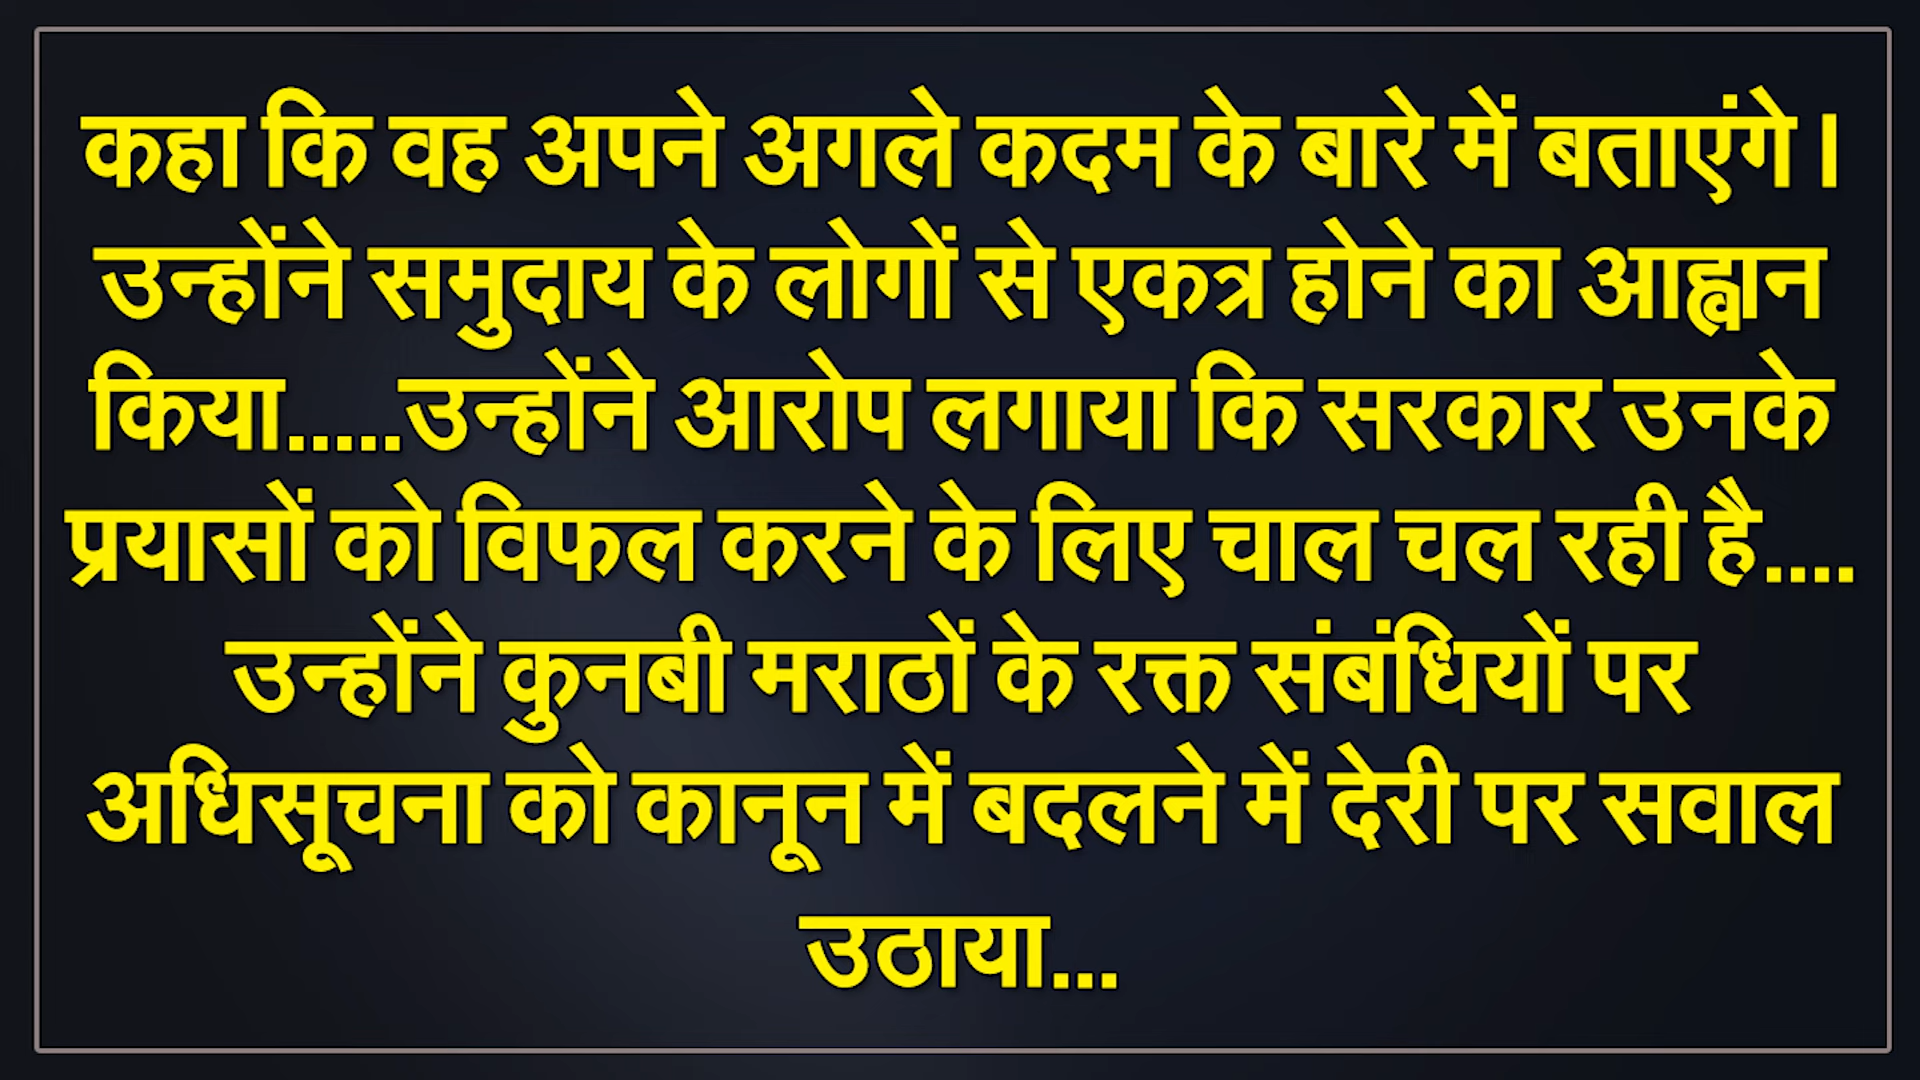 कहा कि वह अपने अगले कदम के बारे में बताएंगे।
उन्होंने समुदाय के लोगों से एकत्र होने का आह्वान
किया.....उन्होंने आरोप लगाया कि सरकार उनके
प्रयासों को विफल करने के लिए चाल चल रही है....
उन्होंने कुनबी मराठों के रक्त संबंधियों पर
अधिसूचना को कानून में बदलने में देरी पर सवाल
उठाया...